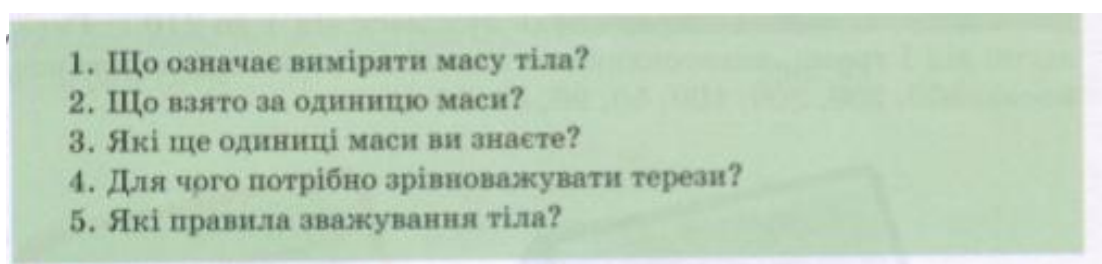 1. Що означає виміряти масу тіла?
2. Що взято за одиницю маси?
3. Які ще одиниці маси ви знаєте?
4. Для чого потрібно зрівноважувати терези?
5. Які правила зважування тіла?